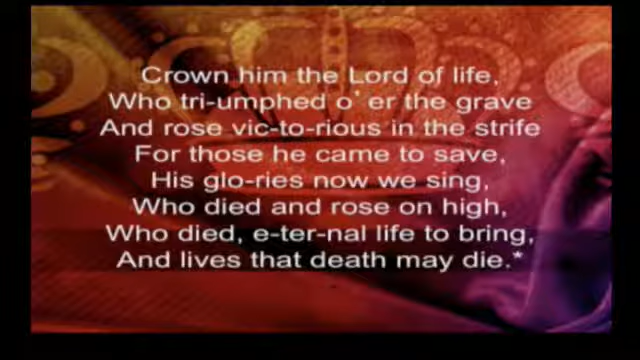 Crown him the Lord of life,
Who tri-umphed o'er the grave
And rose vic-to-rious in the strife
For those he came to save,
His glo-ries now we sing,
Who died and rose on high,
Who died, e-ter-nal life to bring,
And lives that death may die.*